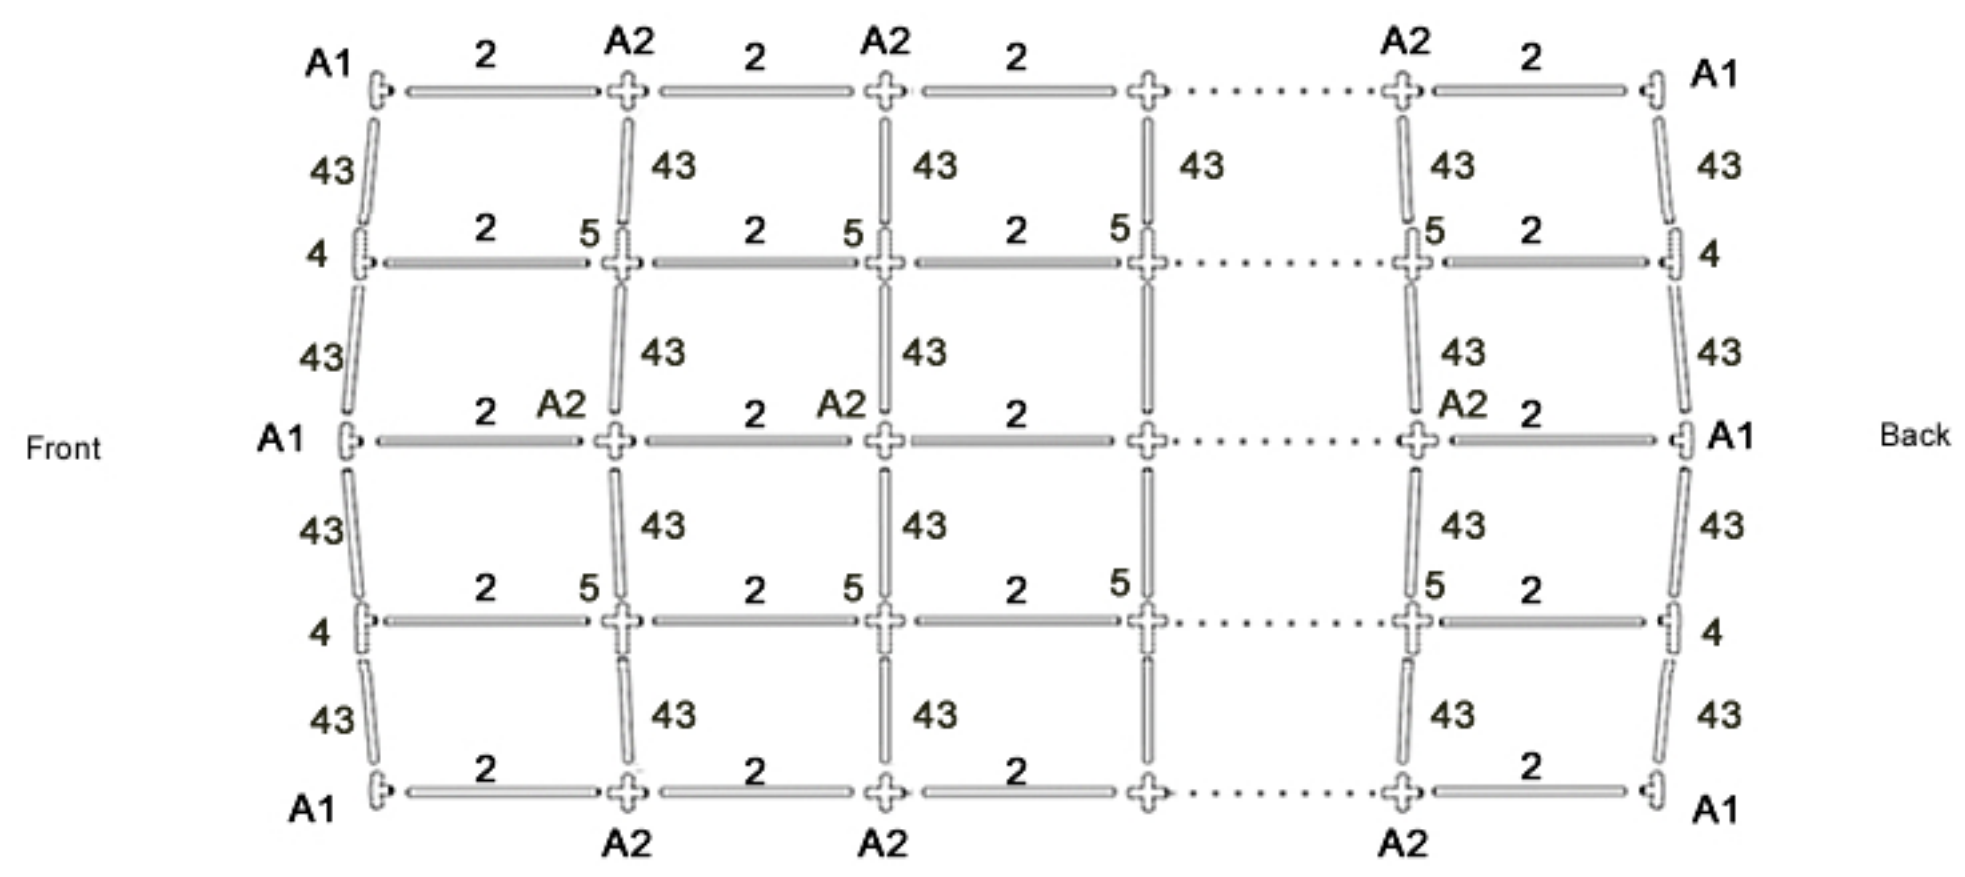 A1 2 A2 2 A2 2 A2 2 A1
43 43 43 43 43 43
4 2 5 2 5 2 5 5 2 4
43 43 43 43 43
Front A1 2 A2 2 A2 2 A2 2 A1 Back
43 43 43 43 43
4 2 5 2 5 2 5 5 2 4
43 43 43 43 43
A1 2 2 2 2 A1
A2 A2 A2